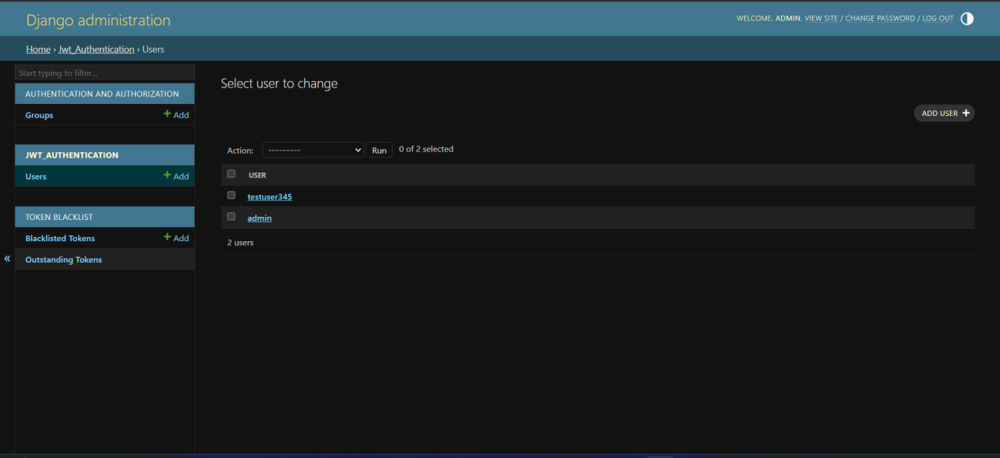 Django administration
WELCOME, ADMIN. VIEW SITE / CHANGE PASSWORD / LOG OUT
Home › Jwt_Authentication › Users
Start typing to filter...
AUTHENTICATION AND AUTHORIZATION
Groups + Add
JWT_AUTHENTICATION
Users + Add
TOKEN BLACKLIST
Blacklisted Tokens + Add
Outstanding Tokens
«
Select user to change
ADD USER +
Action: --------- Run 0 of 2 selected
USER
testuser345
admin
2 users